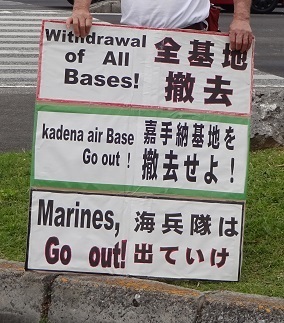 Withdrawal
of All
Bases!
全基地
撤去
kadena air Base
Go out !
嘉手納基地を
撤去せよ！
Marines,
Go out!
海兵隊は
出ていけ